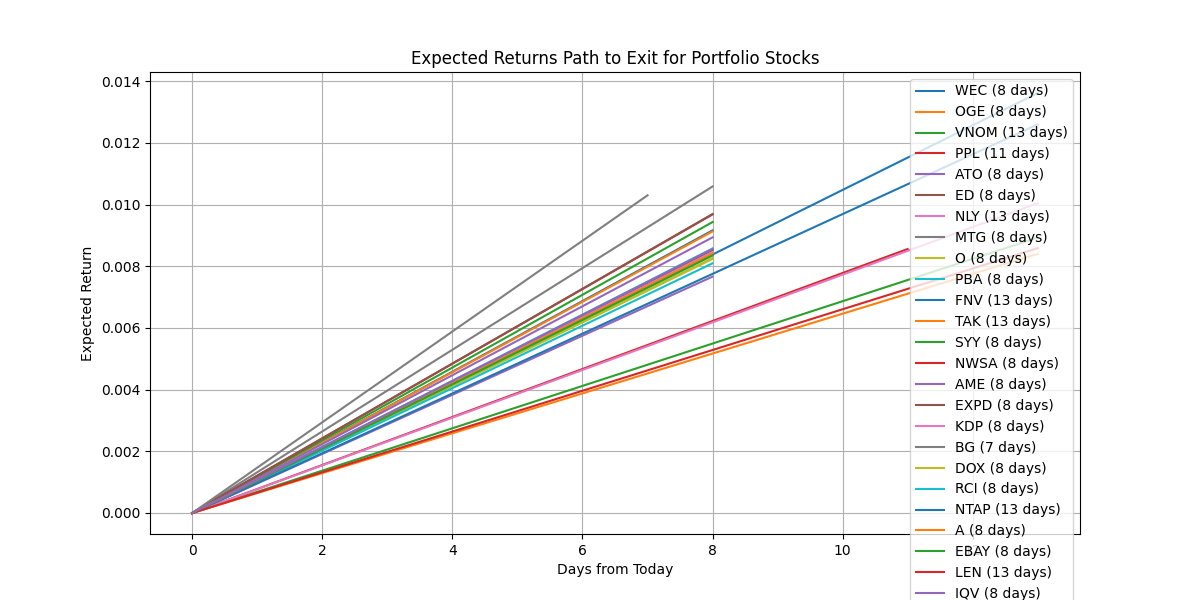 Expected Returns Path to Exit for Portfolio Stocks
0.014
0.012
0.010
0.008
0.006
0.004
0.002
0.000
Expected Return
0
2
4
6
8
10
Days from Today
WEC (8 days)
OGE (8 days)
VNOM (13 days)
PPL (11 days)
ATO (8 days)
ED (8 days)
NLY (13 days)
MTG (8 days)
O (8 days)
PBA (8 days)
FNV (13 days)
TAK (13 days)
SYY (8 days)
NWSA (8 days)
AME (8 days)
EXPD (8 days)
KDP (8 days)
BG (7 days)
DOX (8 days)
RCI (8 days)
NTAP (13 days)
A (8 days)
EBAY (8 days)
LEN (13 days)
IQV (8 days)